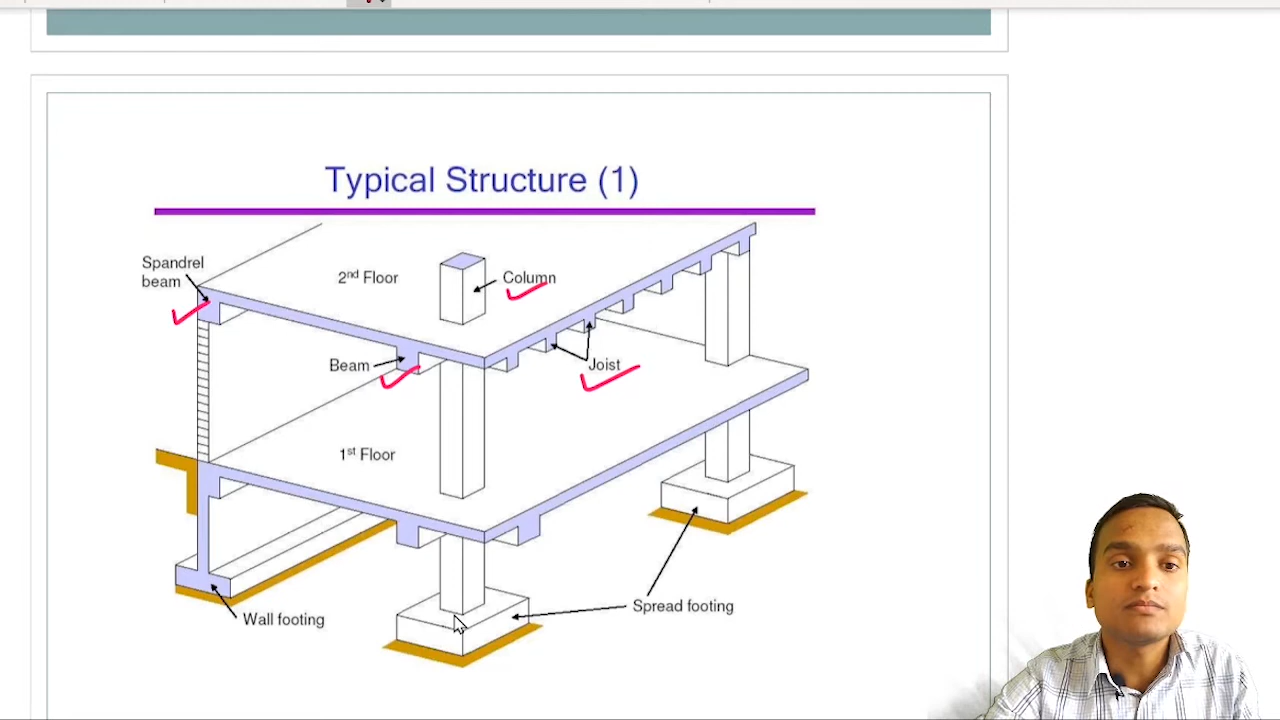 Typical Structure (1)
Spandrel
beam
2nd Floor
Column
Beam
Joist
1st Floor
Spread footing
Wall footing